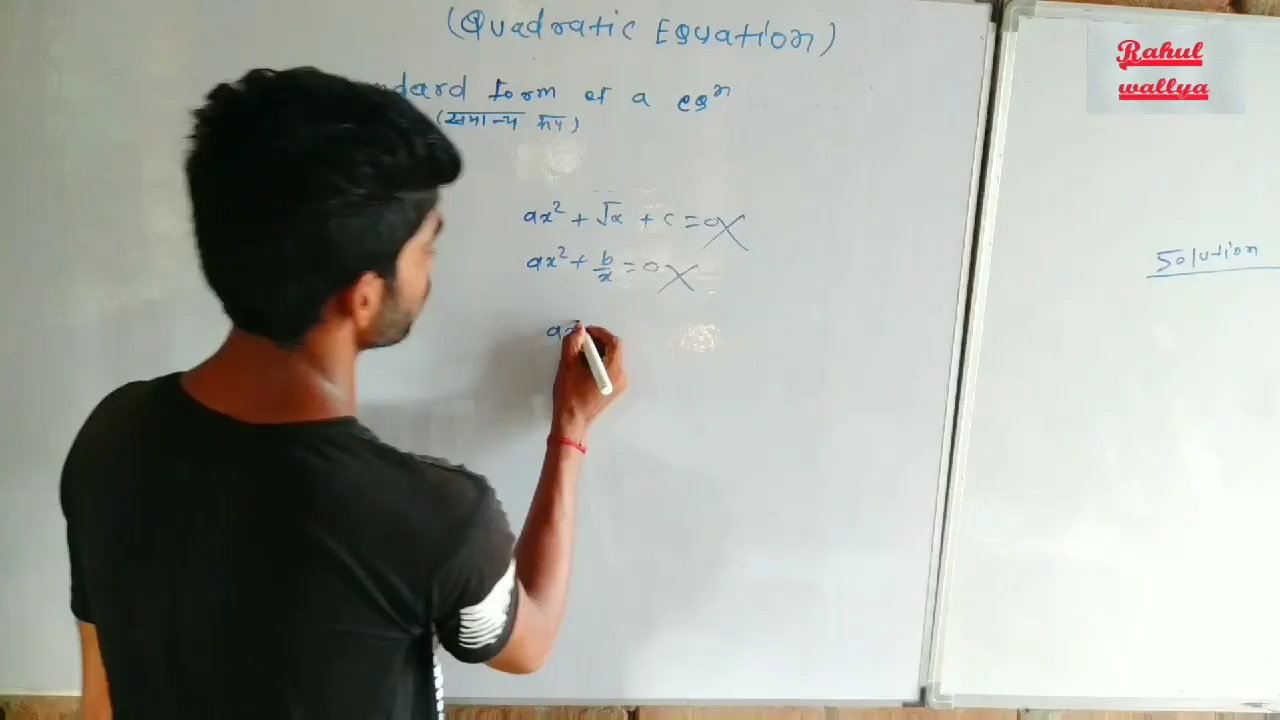 (Quadratic Equation)
ndard form of a eqⁿ
(सामान्य रूप)
ax² + √x + c = 0 X
ax² + b/x = 0 X
ax
Solution
Rahul
wallya